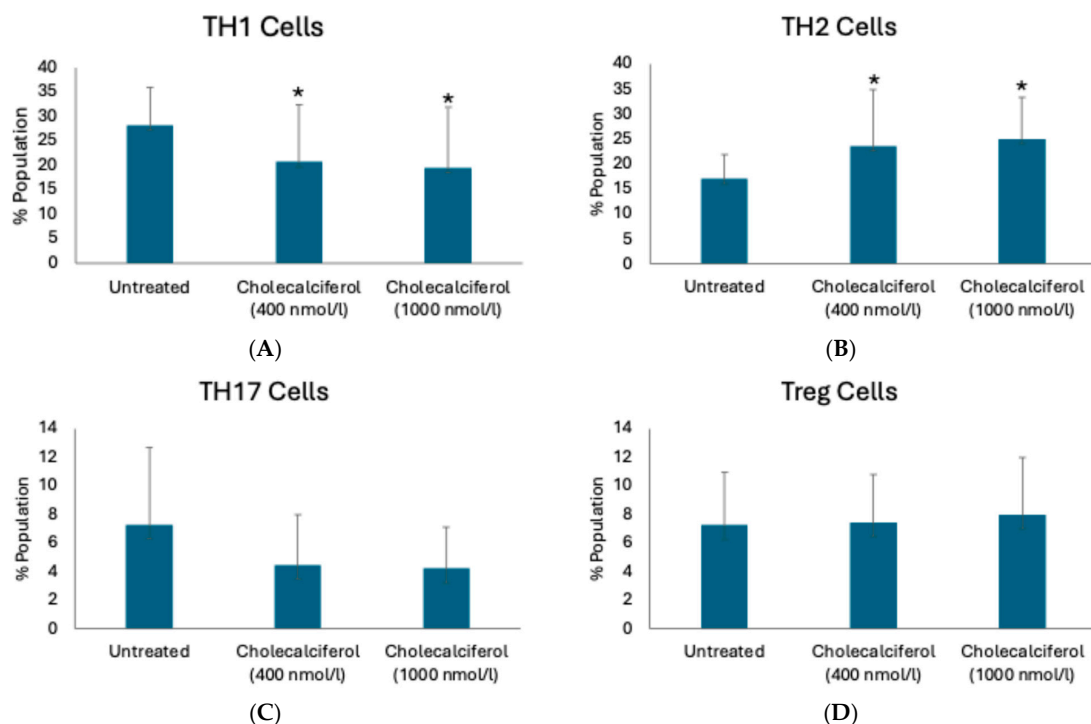 TH1 Cells
% Population
40
35
30
25
20
15
10
5
0
*
*
Untreated
Cholecalciferol
(400 nmol/l)
Cholecalciferol
(1000 nmol/l)
(A)
TH2 Cells
% Population
40
35
30
25
20
15
10
5
0
*
*
Untreated
Cholecalciferol
(400 nmol/l)
Cholecalciferol
(1000 nmol/l)
(B)
TH17 Cells
% Population
14
12
10
8
6
4
2
0
Untreated
Cholecalciferol
(400 nmol/l)
Cholecalciferol
(1000 nmol/l)
(C)
Treg Cells
% Population
14
12
10
8
6
4
2
0
Untreated
Cholecalciferol
(400 nmol/l)
Cholecalciferol
(1000 nmol/l)
(D)